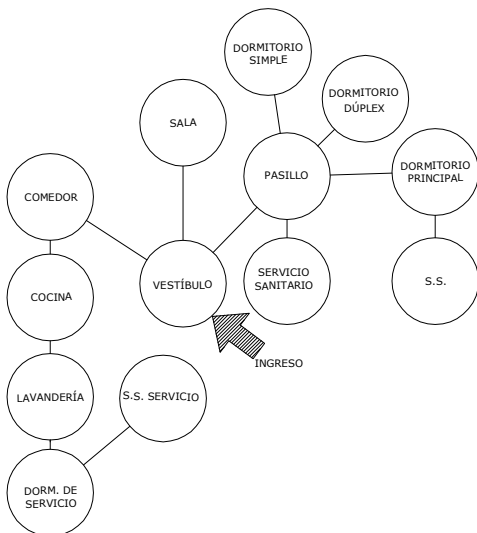 DORMITORIO
SIMPLE
DORMITORIO
DÚPLEX
SALA
PASILLO
DORMITORIO
PRINCIPAL
COMEDOR
VESTÍBULO
SERVICIO
SANITARIO
S.S.
COCINA
INGRESO
LAVANDERÍA
S.S. SERVICIO
DORM. DE
SERVICIO